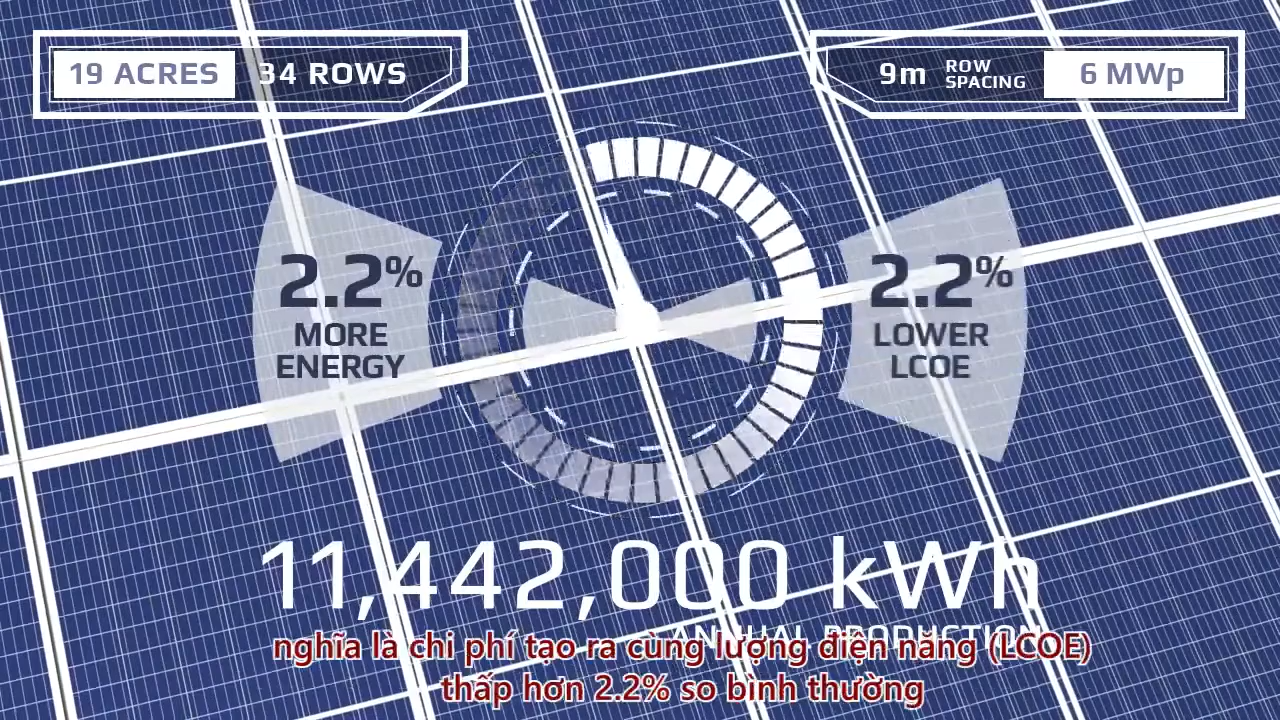 19 ACRES 34 ROWS
9m ROW SPACING 6 MWp
2.2% MORE ENERGY
2.2% LOWER LCOE
11,442,000 kWh
ANNUAL PRODUCTION
nghĩa là chi phí tạo ra cùng lượng điện năng (LCOE)
thấp hơn 2.2% so bình thường